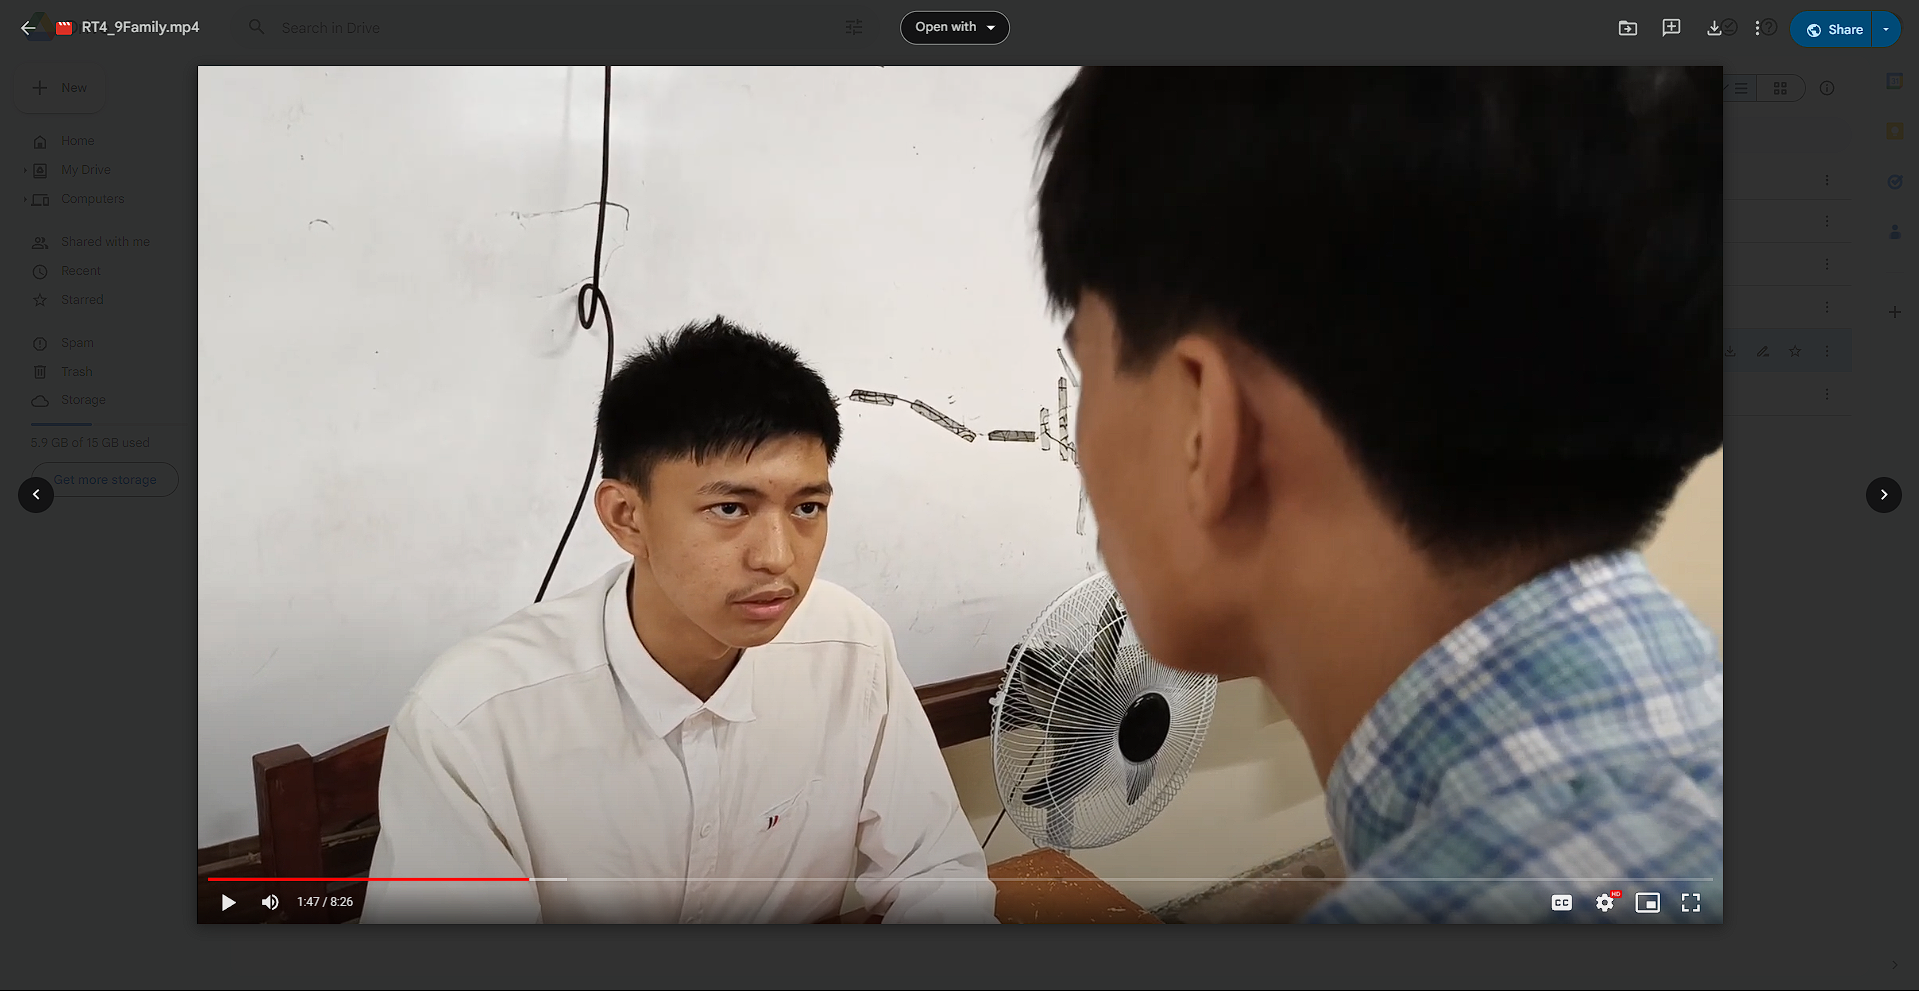 RT4_9Family.mp4
Search in Drive
Open with
Share
New
Home
My Drive
Computers
Shared with me
Recent
Starred
Spam
Trash
Storage
5.9 GB of 15 GB used
Get more storage
1:47 / 8:26
CC
HD